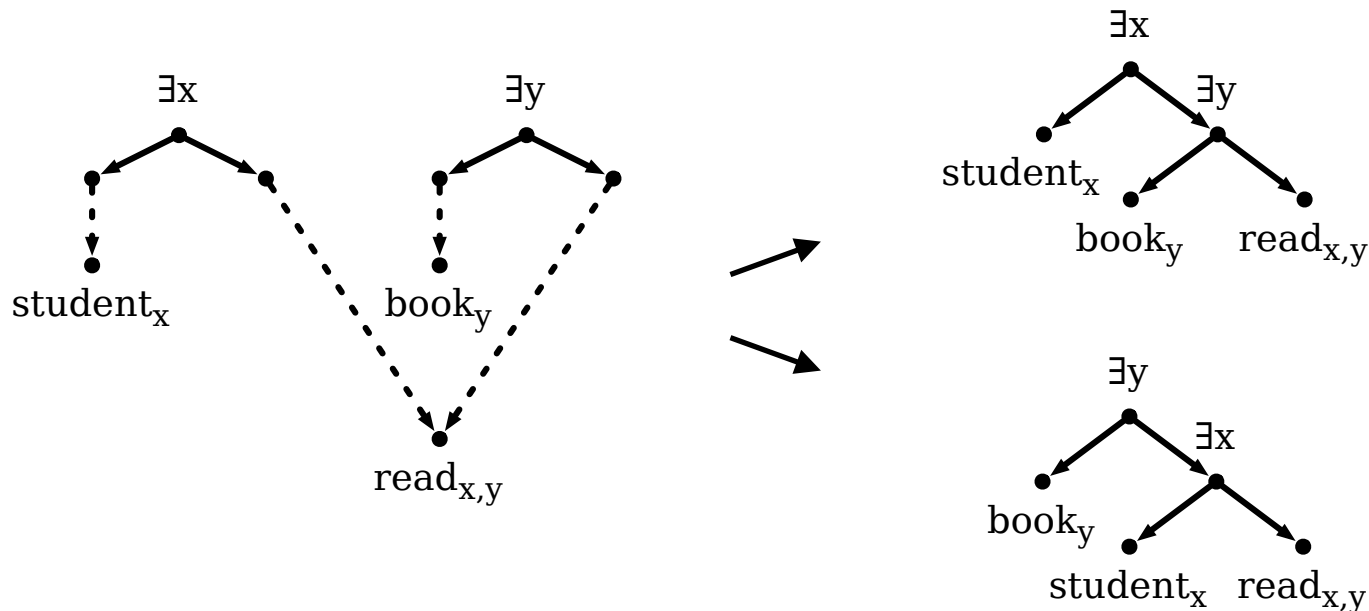 ∃x
∃y
student_x
book_y
read_x,y
∃x
∃y
student_x
book_y
read_x,y
∃y
∃x
book_y
student_x
read_x,y